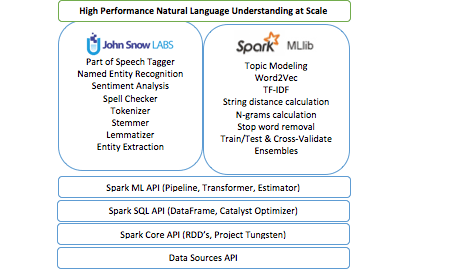 High Performance Natural Language Understanding at Scale
John Snow LABS
Part of Speech Tagger
Named Entity Recognition
Sentiment Analysis
Spell Checker
Tokenizer
Stemmer
Lemmatizer
Entity Extraction
Spark MLlib
Topic Modeling
Word2Vec
TF-IDF
String distance calculation
N-grams calculation
Stop word removal
Train/Test & Cross-Validate
Ensembles
Spark ML API (Pipeline, Transformer, Estimator)
Spark SQL API (DataFrame, Catalyst Optimizer)
Spark Core API (RDD's, Project Tungsten)
Data Sources API